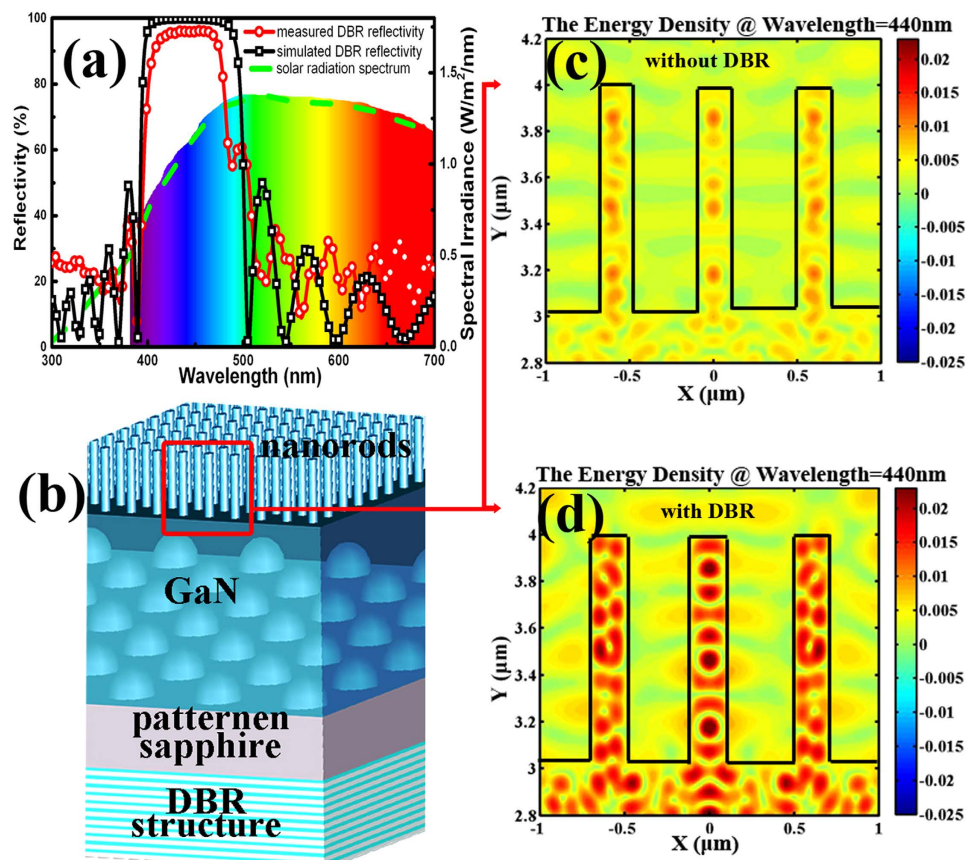 (a)
measured DBR reflectivity
simulated DBR reflectivity
solar radiation spectrum
Reflectivity (%)
100
80
60
40
20
0
300
400
500
600
700
Wavelength (nm)
1.5
1.0
0.5
0.0
Spectral Irradiance (W/m²/nm)
(b)
nanorods
GaN
patternen
sapphire
DBR
structure
The Energy Density @ Wavelength=440nm
(c)
without DBR
4.2
4
3.8
3.6
3.4
3.2
3
2.8
Y (μm)
-1
-0.5
0
0.5
1
X (μm)
0.02
0.015
0.01
0.005
0
-0.005
-0.01
-0.015
-0.02
-0.025
The Energy Density @ Wavelength=440nm
(d)
with DBR
4.2
4
3.8
3.6
3.4
3.2
3
2.8
Y (μm)
-1
-0.5
0
0.5
1
X (μm)
0.02
0.015
0.01
0.005
0
-0.005
-0.01
-0.015
-0.02
-0.025